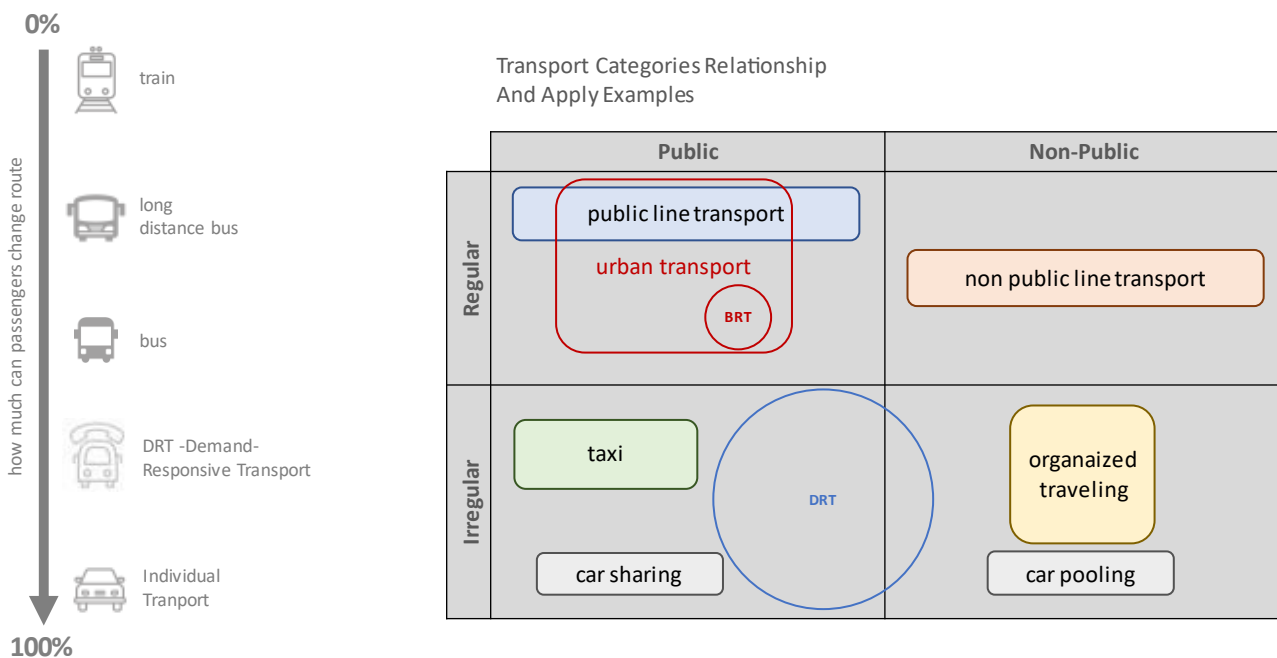 0%
how much can passengers change route
train
long
distance bus
bus
DRT -Demand-
Responsive Transport
Individual
Tranport
100%
Transport Categories Relationship
And Apply Examples
Public
Non-Public
Regular
public line transport
urban transport
BRT
non public line transport
Irregular
taxi
DRT
car sharing
organaized
traveling
car pooling